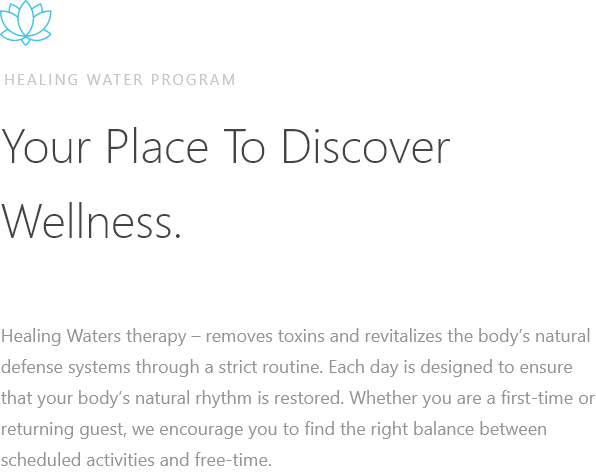 HEALING WATER PROGRAM
Your Place To Discover
Wellness.
Healing Waters therapy – removes toxins and revitalizes the body’s natural
defense systems through a strict routine. Each day is designed to ensure
that your body’s natural rhythm is restored. Whether you are a first-time or
returning guest, we encourage you to find the right balance between
scheduled activities and free-time.